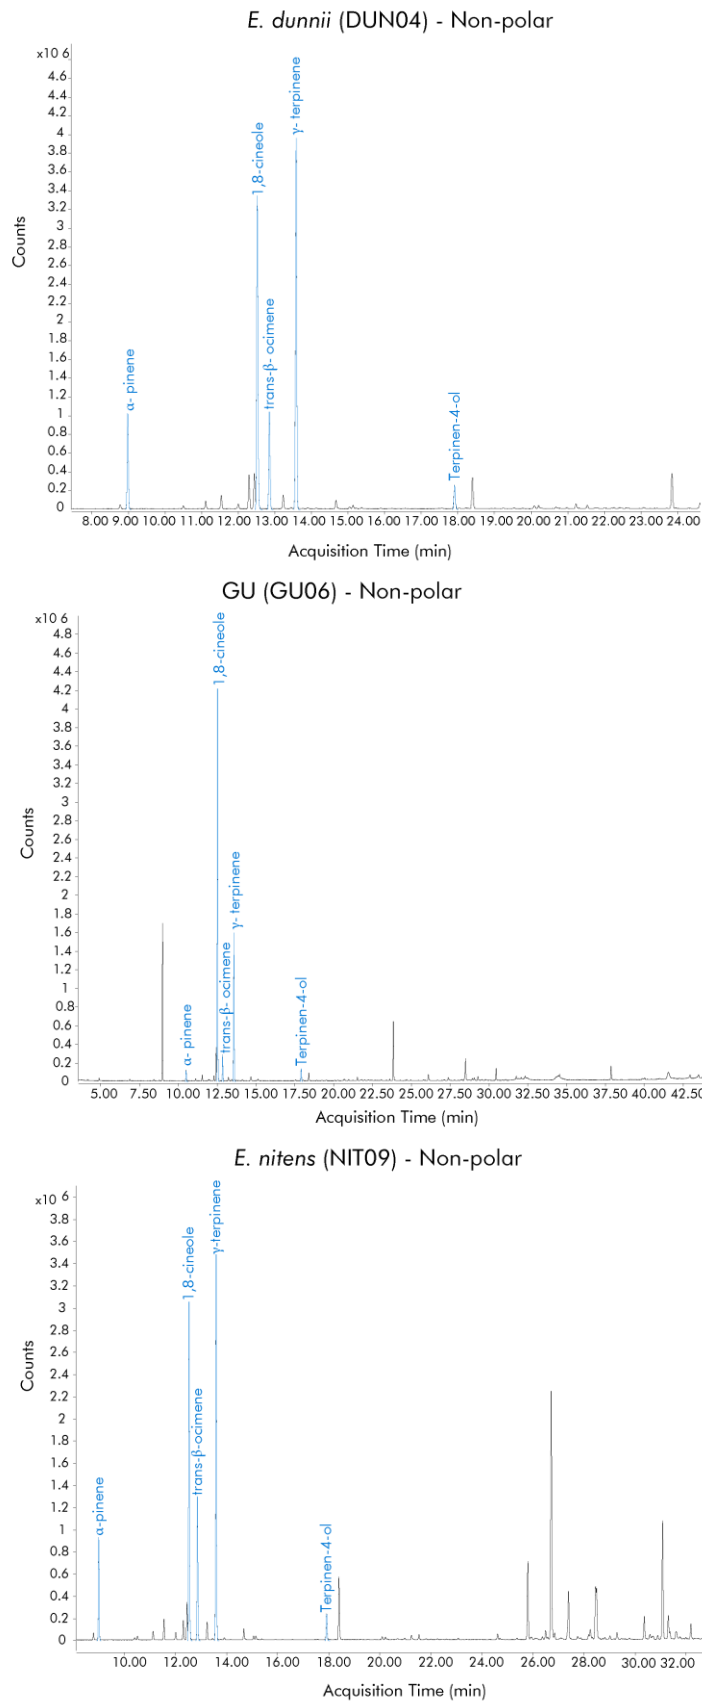 E. dunnii (DUN04) - Non-polar
x10 6
4.6
4.4
4.2
4
3.8
3.6
3.4
3.2
3
2.8
2.6
2.4
2.2
2
1.8
1.6
1.4
1.2
1
0.8
0.6
0.4
0.2
0
Counts
α- pinene
1,8-cineole
trans-β- ocimene
γ- terpinene
Terpinen-4-ol
8.00 9.00 10.00 11.00 12.00 13.00 14.00 15.00 16.00 17.00 18.00 19.00 20.00 21.00 22.00 23.00 24.00
Acquisition Time (min)
GU (GU06) - Non-polar
x10 6
4.8
4.6
4.4
4.2
4
3.8
3.6
3.4
3.2
3
2.8
2.6
2.4
2.2
2
1.8
1.6
1.4
1.2
1
0.8
0.6
0.4
0.2
0
Counts
α- pinene
1,8-cineole
trans-β- ocimene
γ- terpinene
Terpinen-4-ol
5.00 7.50 10.00 12.50 15.00 17.50 20.00 22.50 25.00 27.50 30.00 32.50 35.00 37.50 40.00 42.50
Acquisition Time (min)
E. nitens (NIT09) - Non-polar
x10 6
4
3.8
3.6
3.4
3.2
3
2.8
2.6
2.4
2.2
2
1.8
1.6
1.4
1.2
1
0.8
0.6
0.4
0.2
0
Counts
α-pinene
1,8-cineole
trans-β-ocimene
γ-terpinene
Terpinen-4-ol
10.00 12.00 14.00 16.00 18.00 20.00 22.00 24.00 26.00 28.00 30.00 32.00
Acquisition Time (min)